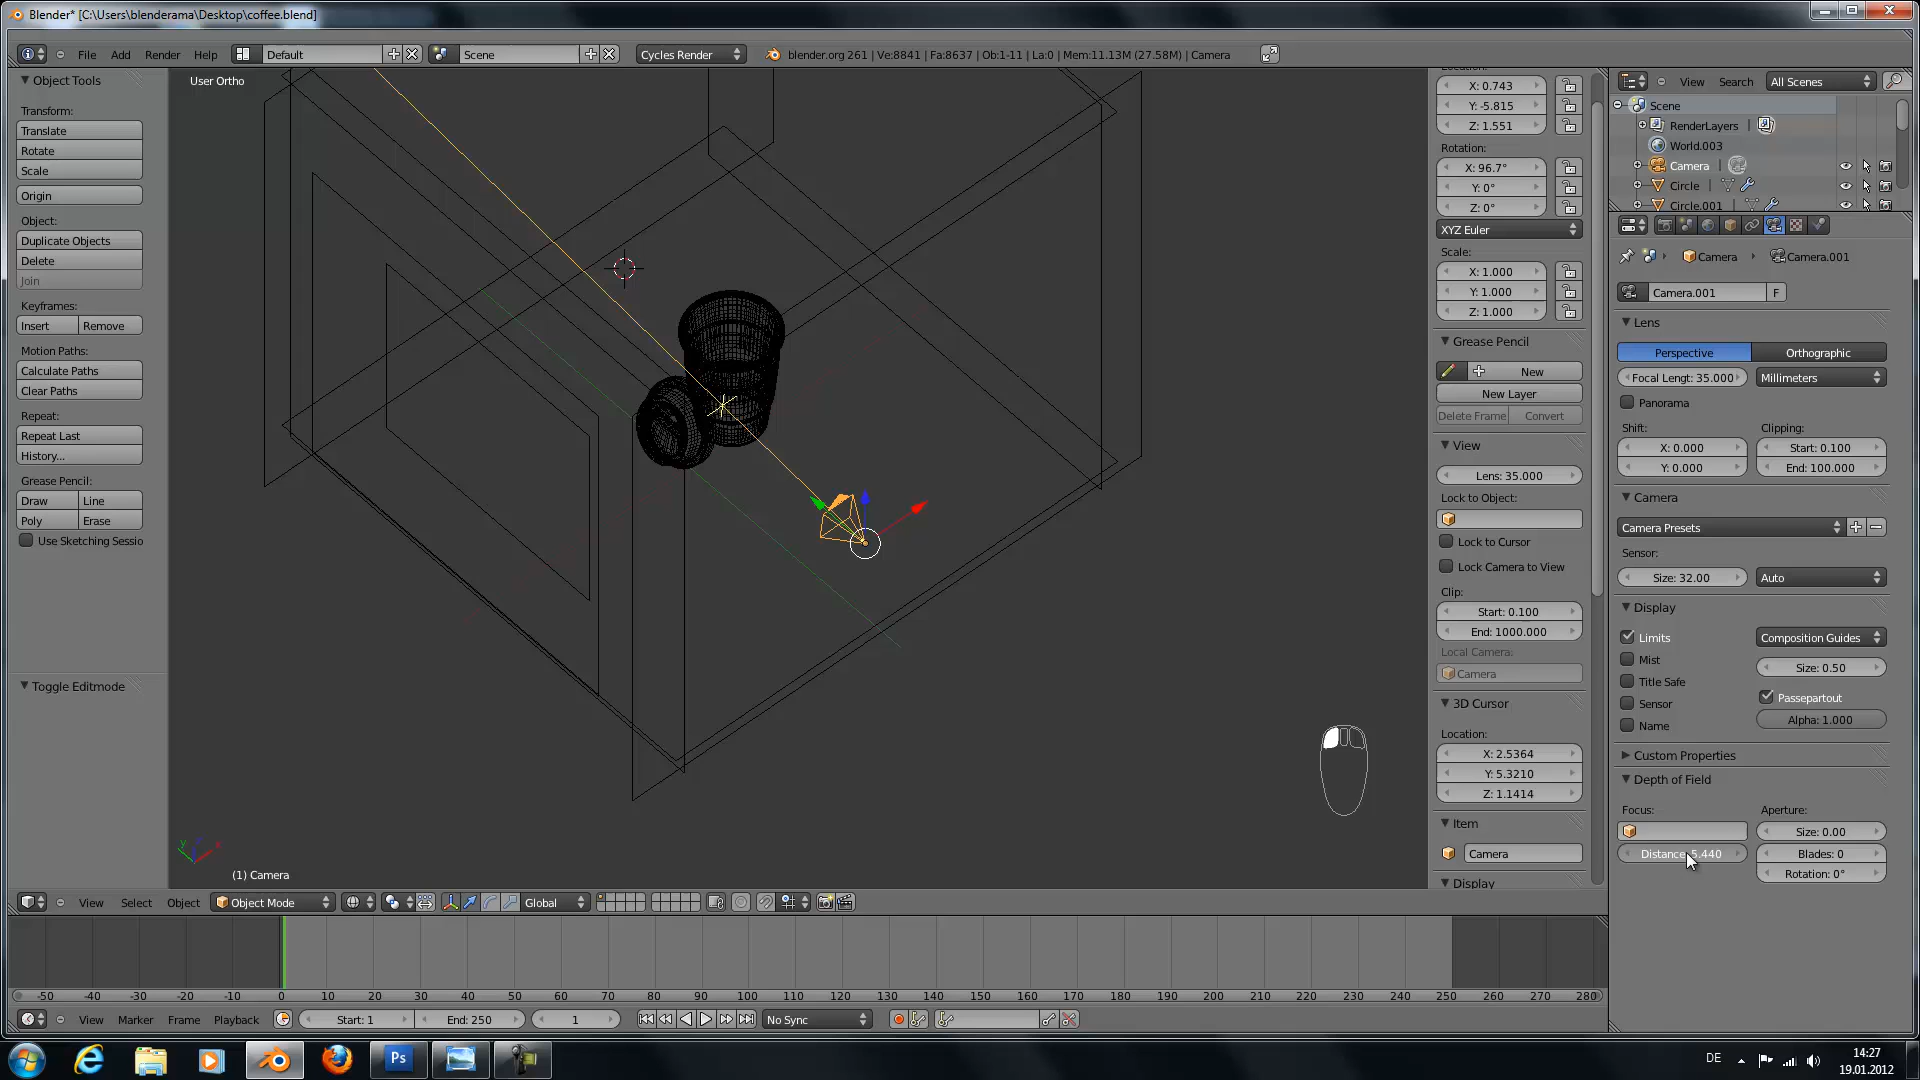 Blender* [C:\Users\blenderama\Desktop\coffee.blend]
File Add Render Help Default Scene Cycles Render blender.org 261 | Ve:8841 | Fa:8637 | Ob:1-11 | La:0 | Mem:11.13M (27.58M) | Camera
Object Tools
Transform:
Translate
Rotate
Scale
Origin
Object:
Duplicate Objects
Delete
Join
Keyframes:
Insert Remove
Motion Paths:
Calculate Paths
Clear Paths
Repeat:
Repeat Last
History...
Grease Pencil:
Draw Line
Poly Erase
Use Sketching Sessio
Toggle Editmode
User Ortho
(1) Camera
X: 0.743
Y: -5.815
Z: 1.551
Rotation:
X: 96.7°
Y: 0°
Z: 0°
XYZ Euler
Scale:
X: 1.000
Y: 1.000
Z: 1.000
Grease Pencil
New
New Layer
Delete Frame Convert
View
Lens: 35.000
Lock to Object:
Lock to Cursor
Lock Camera to View
Clip:
Start: 0.100
End: 1000.000
Local Camera:
Camera
3D Cursor
Location:
X: 2.5364
Y: 5.3210
Z: 1.1414
Item
Camera
Display
View Search All Scenes
Scene
RenderLayers
World.003
Camera
Circle
Circle.001
Camera Camera.001
Camera.001 F
Lens
Perspective Orthographic
Focal Lengt: 35.000 Millimeters
Panorama
Shift: Clipping:
X: 0.000 Start: 0.100
Y: 0.000 End: 100.000
Camera
Camera Presets
Sensor:
Size: 32.00 Auto
Display
Limits Composition Guides
Mist Size: 0.50
Title Safe
Sensor Passepartout
Name Alpha: 1.000
Custom Properties
Depth of Field
Focus: Aperture:
Size: 0.00
Blades: 0
Rotation: 0°
View Select Object Object Mode Global
-50 -40 -30 -20 -10 0 10 20 30 40 50 60 70 80 90 100 110 120 130 140 150 160 170 180 190 200 210 220 230 240 250 260 270 280
View Marker Frame Playback Start: 1 End: 250 1 No Sync
Ps DE 14:27
19.01.2012